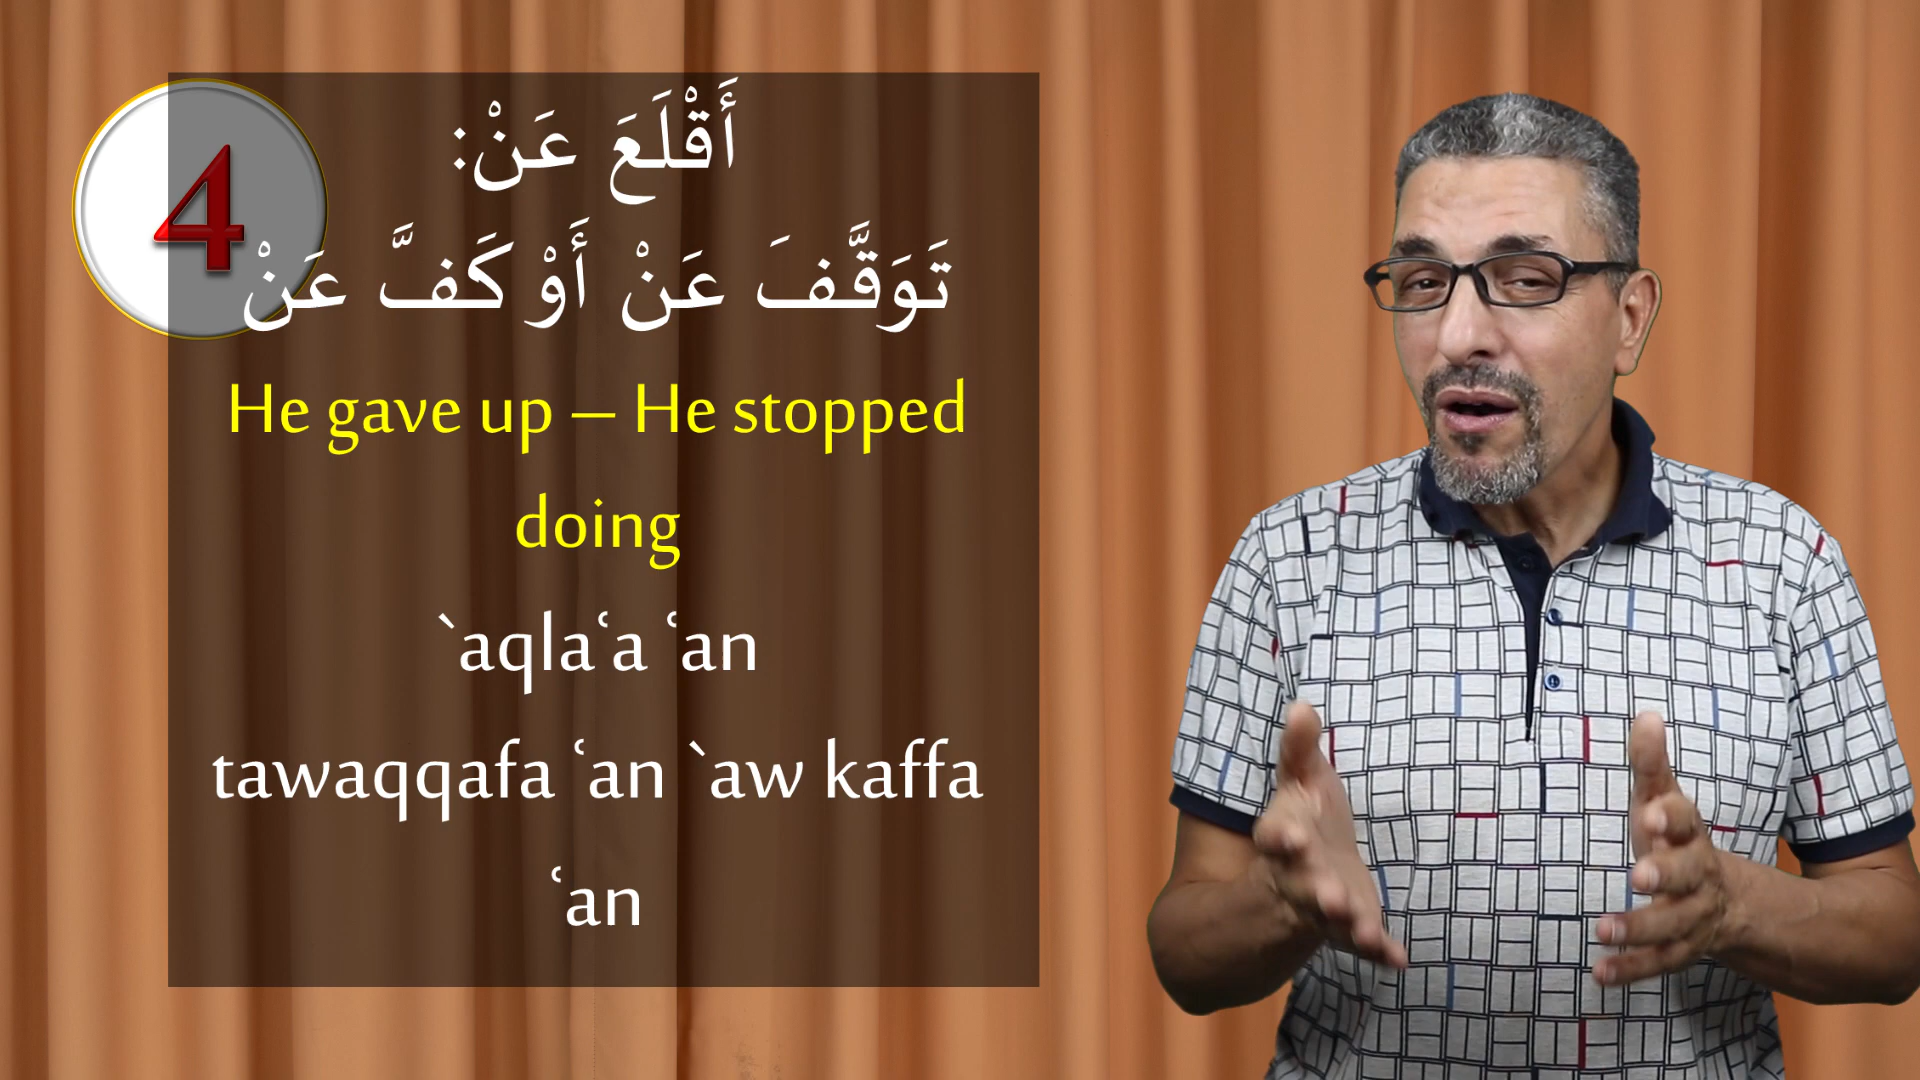 4
أَقْلَعَ عَنْ:
تَوَقَّفَ عَنْ أَوْ كَفَّ عَنْ
He gave up – He stopped
doing
`aqlaʿa ʿan
tawaqqafa ʿan `aw kaffa
ʿan